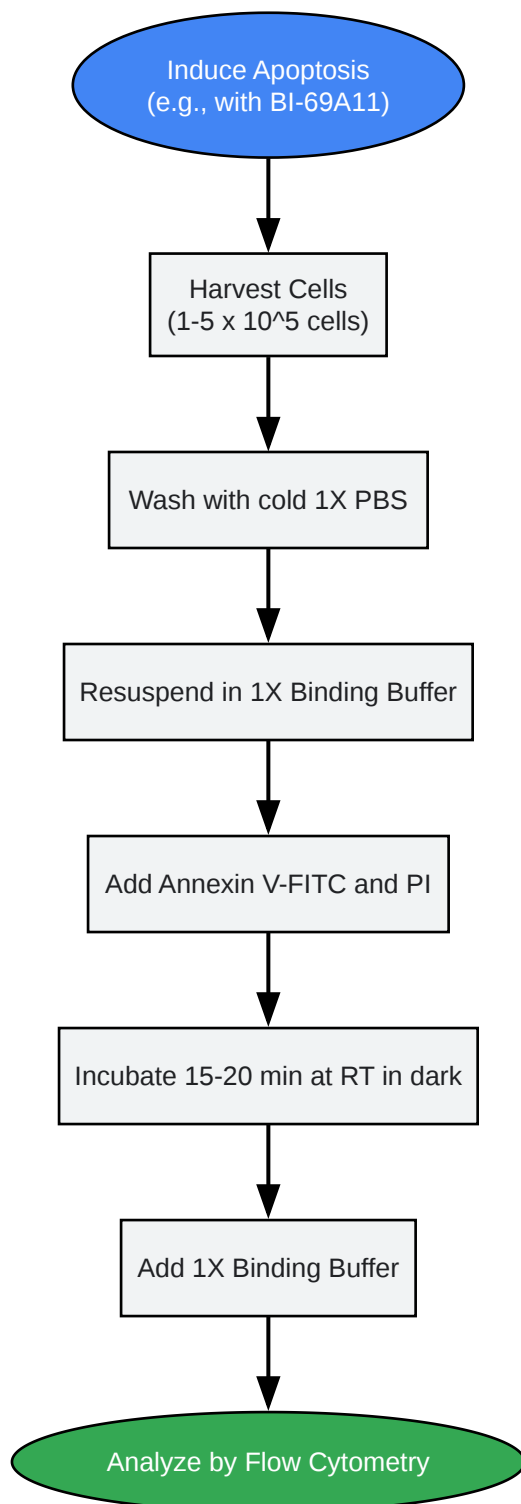 Induce Apoptosis
(e.g., with BI-69A11)
Harvest Cells
(1-5 x 10^5 cells)
Wash with cold 1X PBS
Resuspend in 1X Binding Buffer
Add Annexin V-FITC and PI
Incubate 15-20 min at RT in dark
Add 1X Binding Buffer
Analyze by Flow Cytometry